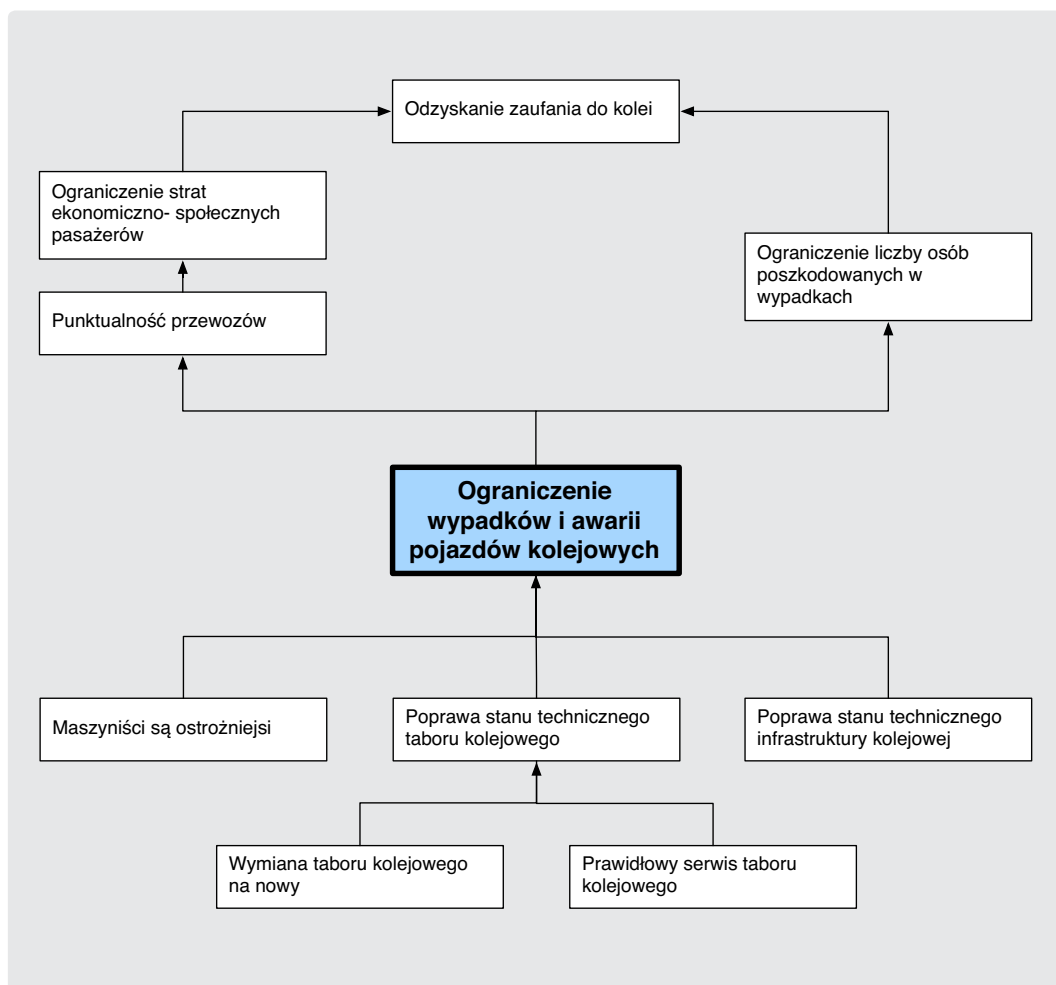 Odzyskanie zaufania do kolei
Ograniczenie strat
ekonomiczno- społecznych
pasażerów
Ograniczenie liczby osób
poszkodowanych w
wypadkach
Punktualność przewozów
Ograniczenie
wypadków i awarii
pojazdów kolejowych
Maszyniści są ostrożniejsi
Poprawa stanu technicznego
taboru kolejowego
Poprawa stanu technicznego
infrastruktury kolejowej
Wymiana taboru kolejowego
na nowy
Prawidłowy serwis taboru
kolejowego